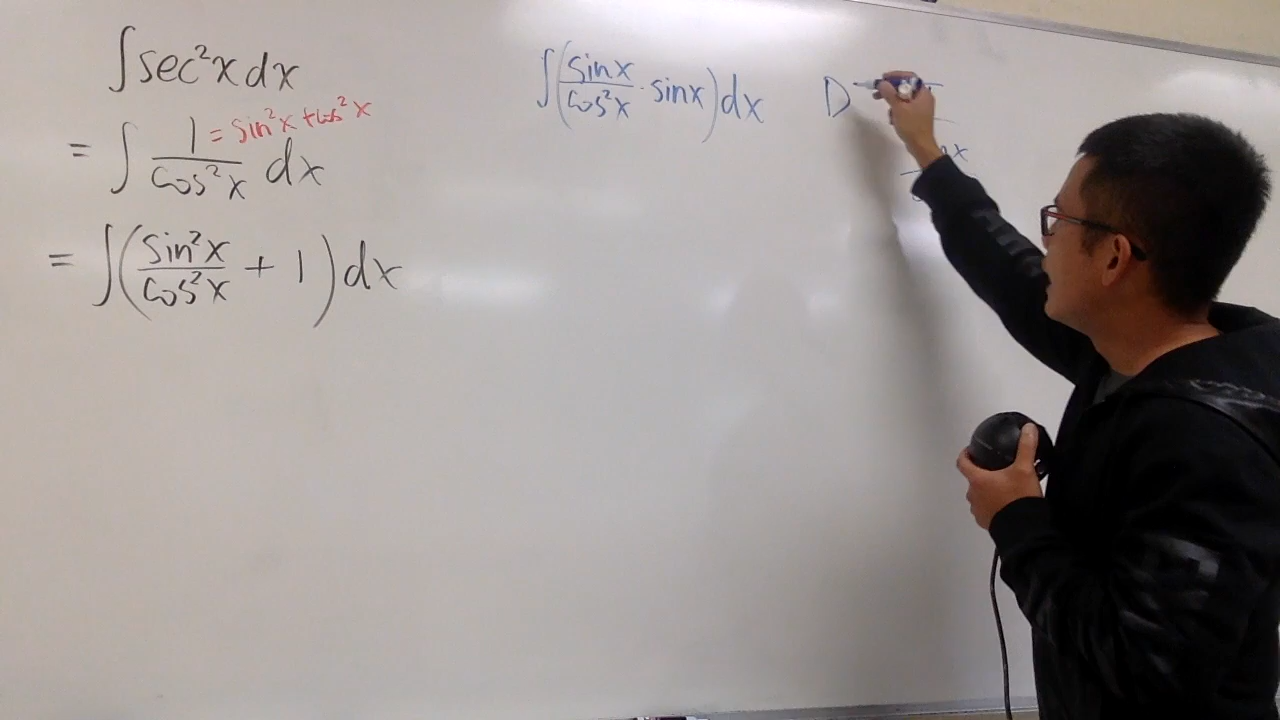 ∫sec²x dx
= ∫ 1/cos²x dx
1 = sin²x + cos²x
= ∫(sin²x/cos²x + 1)dx
∫(sinx/cos²x · sinx)dx
D